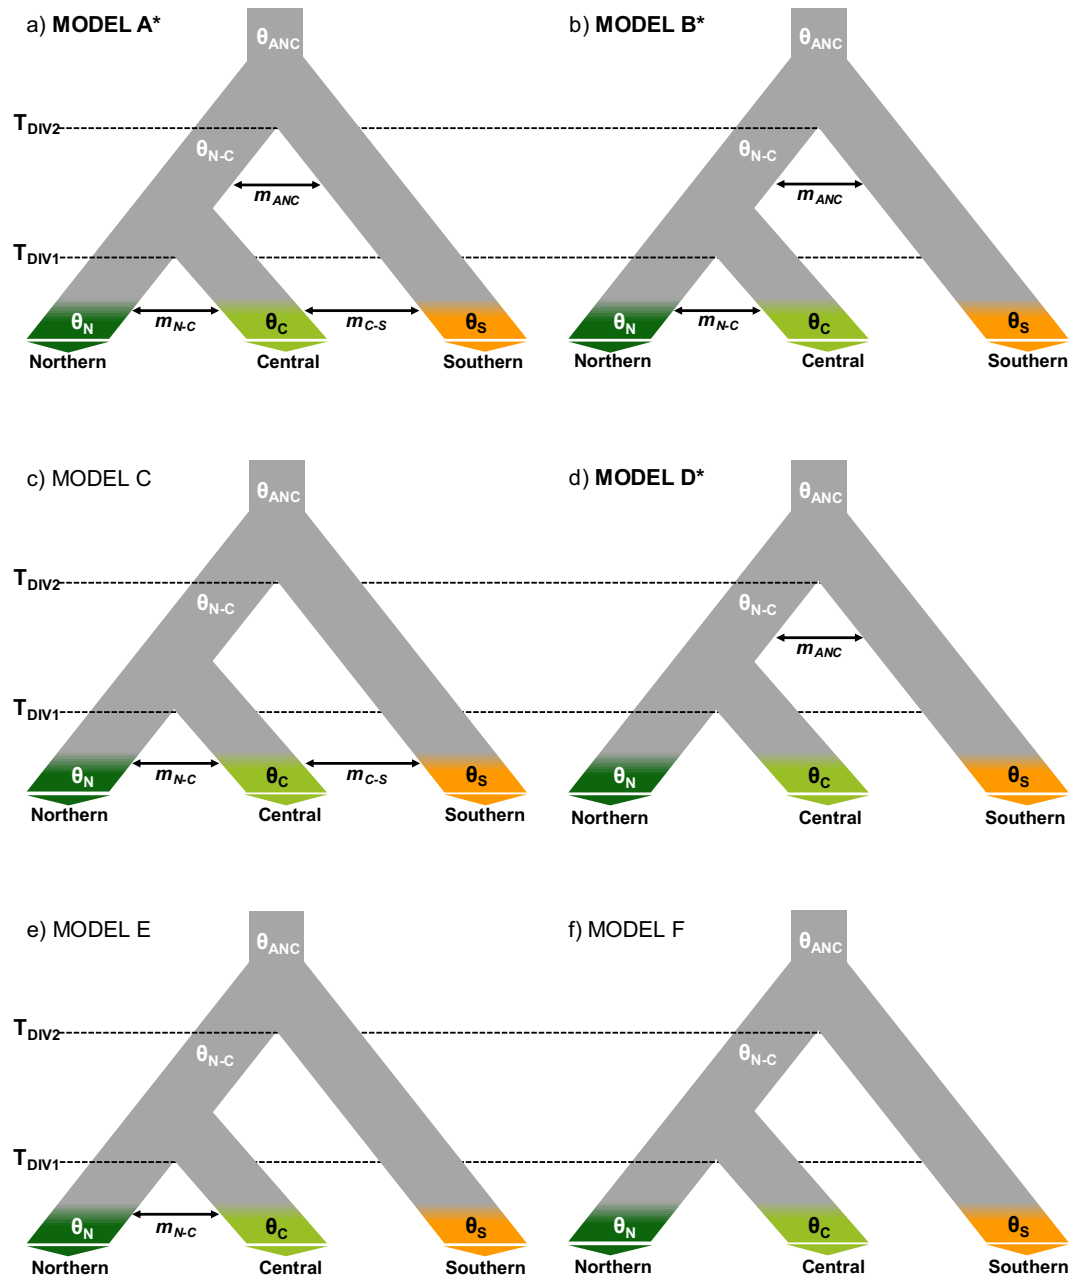 a) MODEL A*
b) MODEL B*
θANC
θANC
TDIV2
θN-C
θN-C
mANC
mANC
TDIV1
θN
mN-C
θC
mC-S
θS
θN
mN-C
θC
θS
Northern
Central
Southern
Northern
Central
Southern
c) MODEL C
d) MODEL D*
θANC
θANC
TDIV2
θN-C
θN-C
mANC
TDIV1
θN
mN-C
θC
mC-S
θS
θN
θC
θS
Northern
Central
Southern
Northern
Central
Southern
e) MODEL E
f) MODEL F
θANC
θANC
TDIV2
θN-C
θN-C
TDIV1
θN
mN-C
θC
θS
θN
θC
θS
Northern
Central
Southern
Northern
Central
Southern